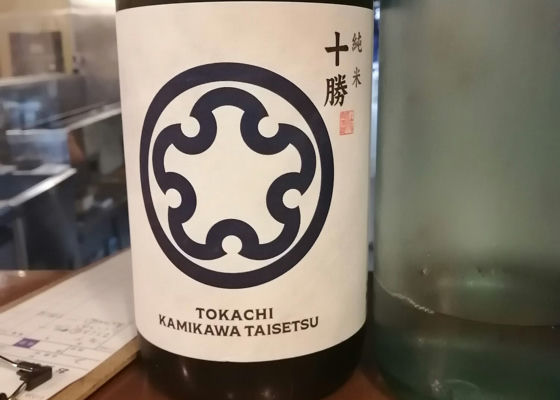 純米
十勝
TOKACHI
KAMIKAWA TAISETSU